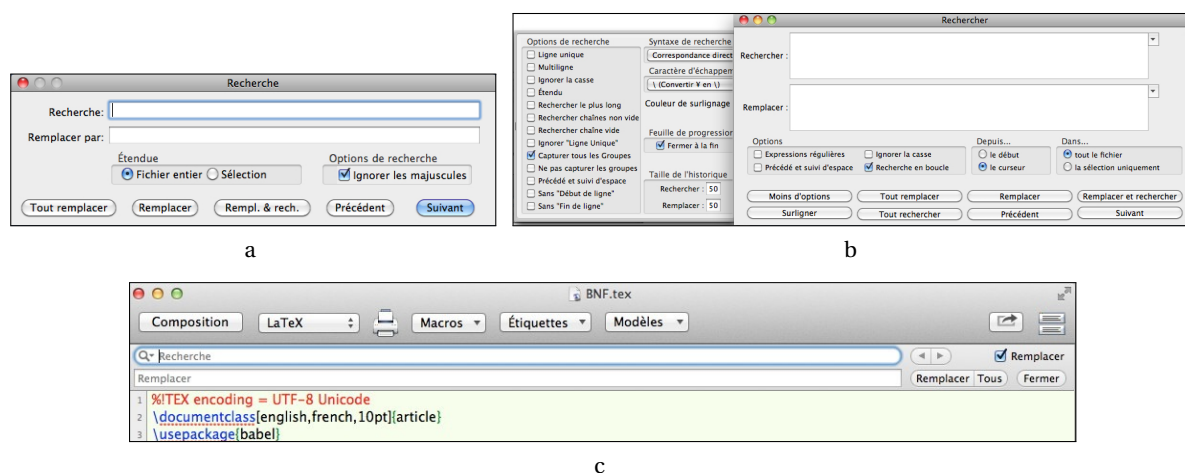 Recherche
Recherche:
Remplacer par:
Étendue
Options de recherche
Fichier entier Sélection
Ignorer les majuscules
Tout remplacer Remplacer Rempl. & rech. Précédent Suivant
a
Options de recherche
Ligne unique
Multiligne
Ignorer la casse
Étendu
Rechercher le plus long
Rechercher chaînes non vide
Rechercher chaîne vide
Ignorer "Ligne Unique"
Capturer tous les Groupes
Ne pas capturer les groupes
Précédé et suivi d'espace
Sans "Début de ligne"
Sans "Fin de ligne"
Syntaxe de recherche
Correspondance direct
Caractère d'échappem
\ (Convertir ¥ en \)
Couleur de surlignage
Feuille de progression
Fermer à la fin
Taille de l'historique
Rechercher : 50
Remplacer : 50
Rechercher
Rechercher :
Remplacer :
Options
Expressions régulières Ignorer la casse
Précédé et suivi d'espace Recherche en boucle
Depuis...
le début
le curseur
Dans...
tout le fichier
la sélection uniquement
Moins d'options Tout remplacer Remplacer Remplacer et rechercher
Surligner Tout rechercher Précédent Suivant
b
BNF.tex
Composition LaTeX Macros Étiquettes Modèles
Recherche
Remplacer
Remplacer
Remplacer Tous Fermer
1 %!TEX encoding = UTF-8 Unicode
2 \documentclass[english,french,10pt]{article}
3 \usepackage{babel}
c